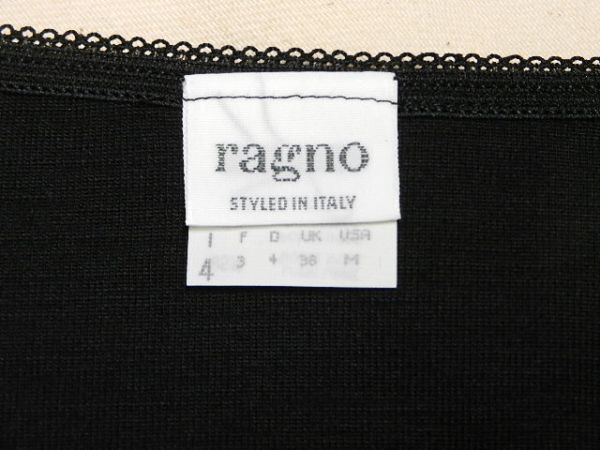 ragno
STYLED IN ITALY
I F D UK USA
4 3 4 38 M